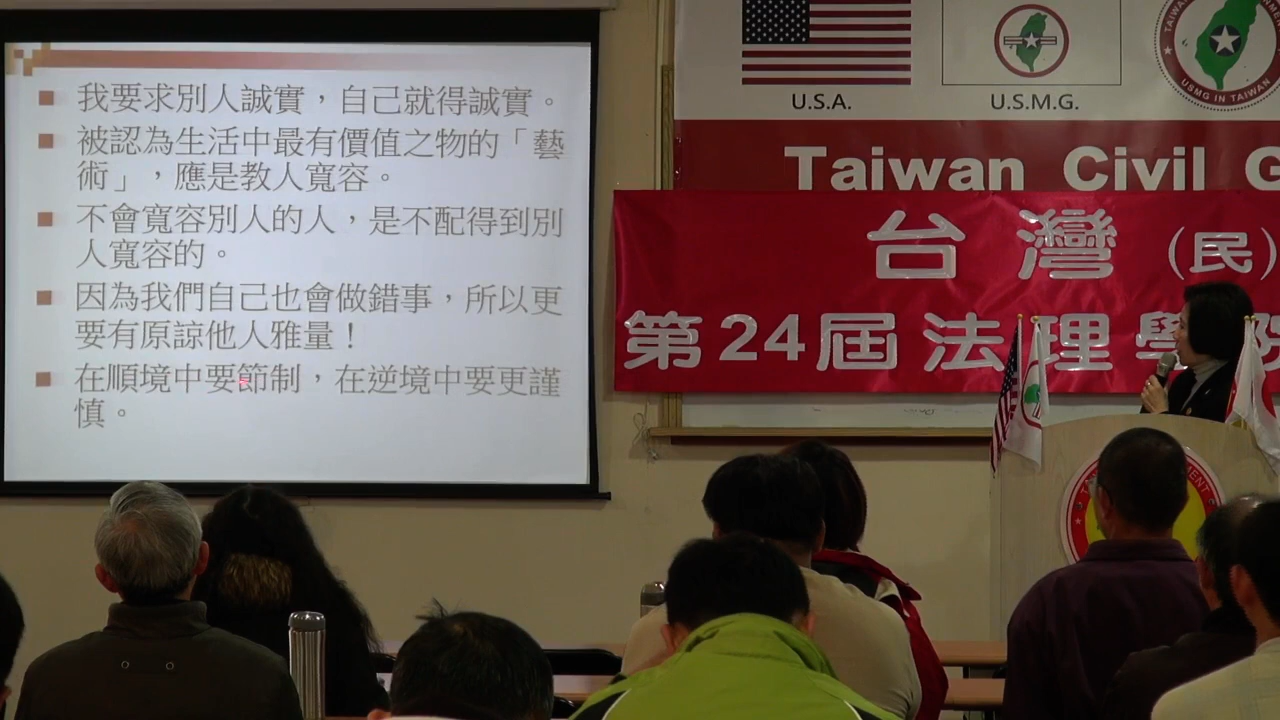 我要求別人誠實，自己就得誠實。
被認為生活中最有價值之物的「藝
術」，應是教人寬容。
不會寬容別人的人，是不配得到別
人寬容的。
因為我們自己也會做錯事，所以更
要有原諒他人雅量！
在順境中要節制，在逆境中要更謹
慎。
U.S.A.
U.S.M.G.
USMG IN TAIWAN
Taiwan Civil G
台灣（民）
第24屆法理學院